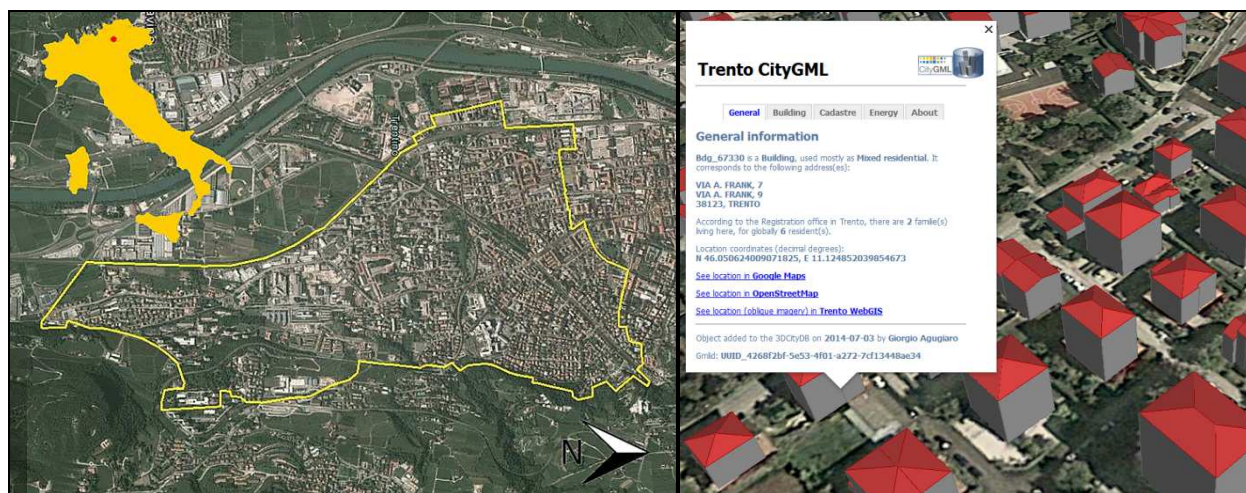 Trento
N
Trento CityGML
CityGML
General Building Cadastre Energy About
General information
Bdg_67330 is a Building, used mostly as Mixed residential. It
corresponds to the following address(es):
VIA A. FRANK, 7
VIA A. FRANK, 9
38123, TRENTO
According to the Registration office in Trento, there are 2 familie(s)
living here, for globally 6 resident(s).
Location coordinates (decimal degrees):
N 46.050624009071825, E 11.124852039854673
See location in Google Maps
See location in OpenStreetMap
See location (oblique imagery) in Trento WebGIS
Object added to the 3DCityDB on 2014-07-03 by Giorgio Agugiaro
GmlId: UUID_4268f2bf-5e53-4f01-a272-7cf13448ae34